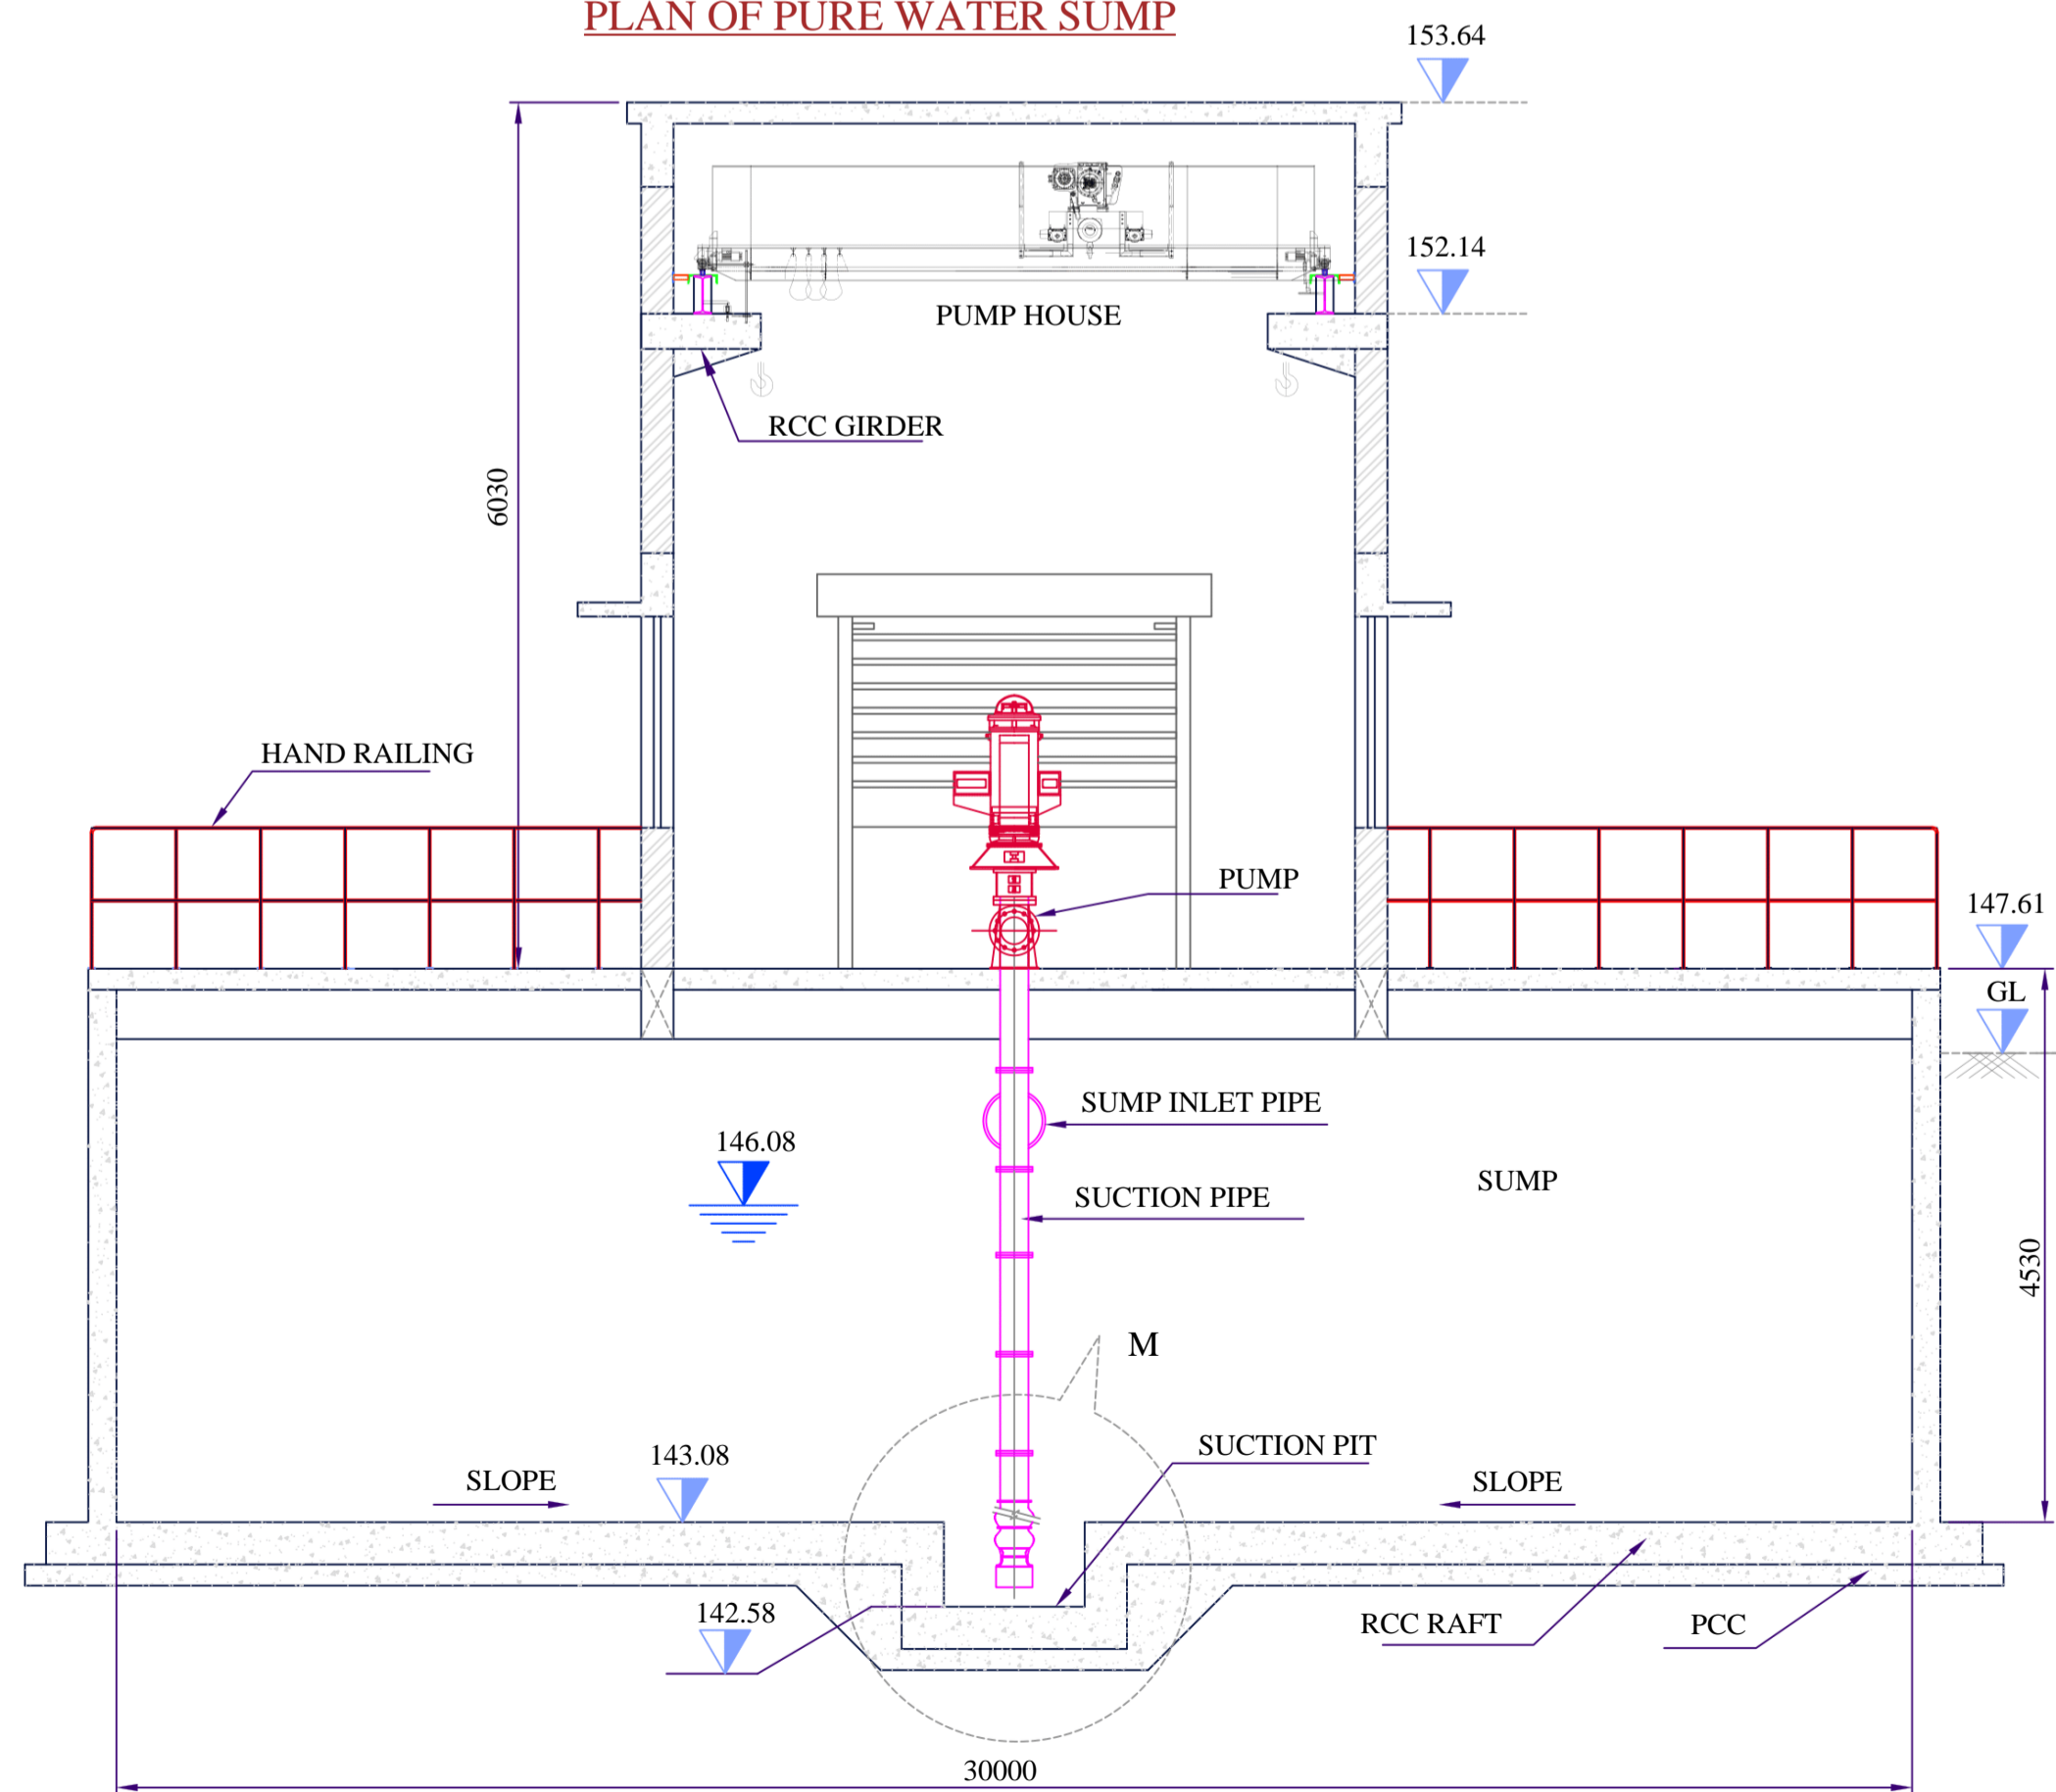 PLAN OF PURE WATER SUMP
153.64
152.14
PUMP HOUSE
RCC GIRDER
6030
HAND RAILING
PUMP
147.61
GL
SUMP INLET PIPE
146.08
SUMP
SUCTION PIPE
4530
M
SUCTION PIT
143.08
SLOPE
SLOPE
142.58
RCC RAFT
PCC
30000